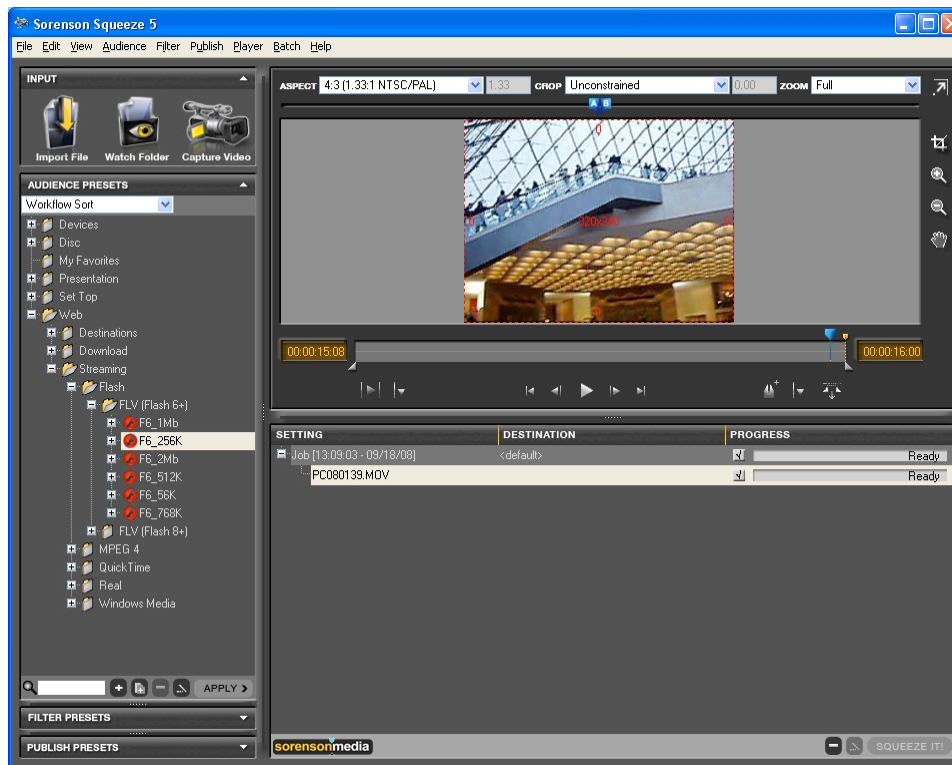 Sorenson Squeeze 5
File Edit View Audience Filter Publish Player Batch Help
INPUT
Import File Watch Folder Capture Video
AUDIENCE PRESETS
Workflow Sort
Devices
Disc
My Favorites
Presentation
Set Top
Web
Destinations
Download
Streaming
Flash
FLV (Flash 6+)
F6_1Mb
F6_256K
F6_2Mb
F6_512K
F6_56K
F6_768K
FLV (Flash 8+)
MPEG 4
QuickTime
Real
Windows Media
APPLY >
FILTER PRESETS
PUBLISH PRESETS
ASPECT 4:3 (1.33:1 NTSC/PAL) 1.33 CROP Unconstrained 0.00 ZOOM Full
A B
0
0 320x240 0
0
00:00:15:08 00:00:16:00
SETTING DESTINATION PROGRESS
Job [13:09:03 - 09/18/08] <default> Ready
PC080139.MOV Ready
sorensonmedia SQUEEZE IT!